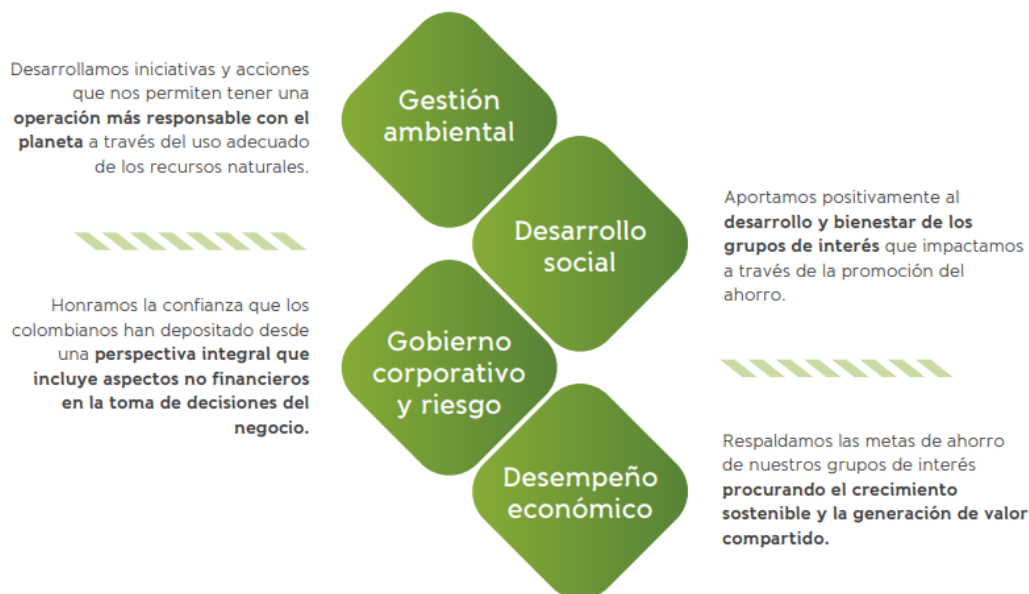 Desarrollamos iniciativas y acciones
que nos permiten tener una
operación más responsable con el
planeta a través del uso adecuado
de los recursos naturales.
Gestión
ambiental
Desarrollo
social
Aportamos positivamente al
desarrollo y bienestar de los
grupos de interés que impactamos
a través de la promoción del
ahorro.
Honramos la confianza que los
colombianos han depositado desde
una perspectiva integral que
incluye aspectos no financieros
en la toma de decisiones del
negocio.
Gobierno
corporativo
y riesgo
Desempeño
económico
Respaldamos las metas de ahorro
de nuestros grupos de interés
procurando el crecimiento
sostenible y la generación de valor
compartido.